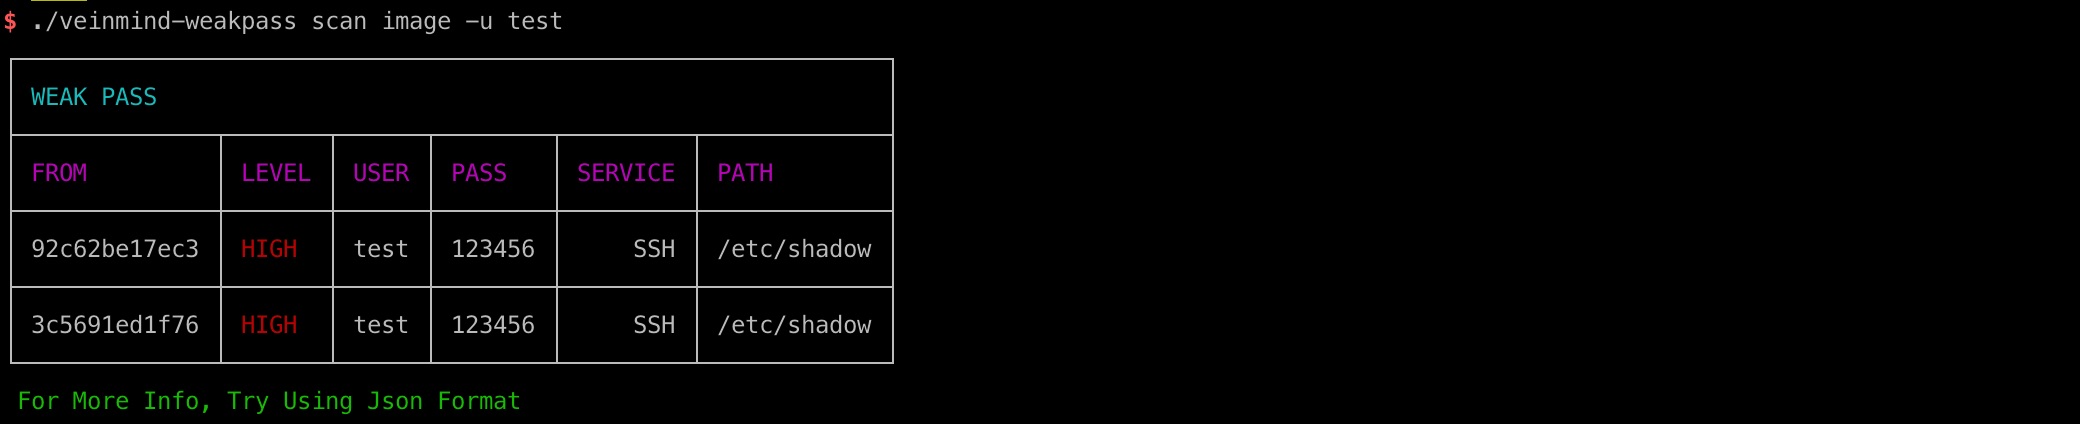 $ ./veinmind-weakpass scan image -u test
WEAK PASS
FROM LEVEL USER PASS SERVICE PATH
92c62be17ec3 HIGH test 123456 SSH /etc/shadow
3c5691ed1f76 HIGH test 123456 SSH /etc/shadow
For More Info, Try Using Json Format